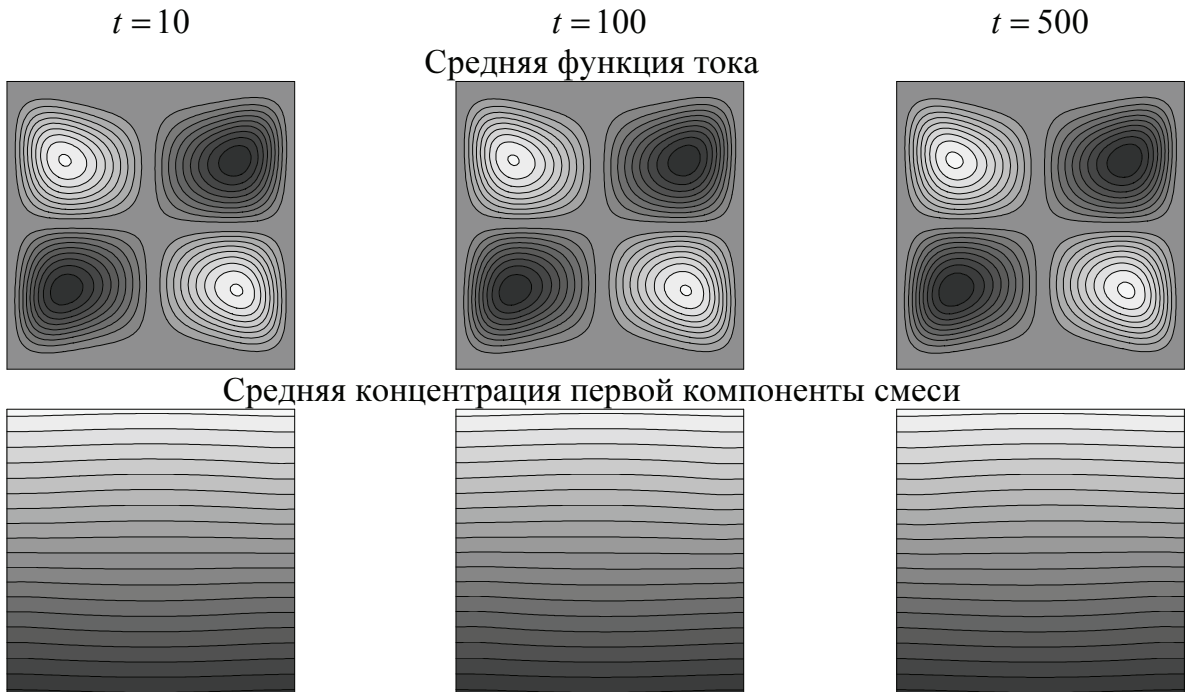 t = 10 t = 100 t = 500
Средняя функция тока
Средняя концентрация первой компоненты смеси